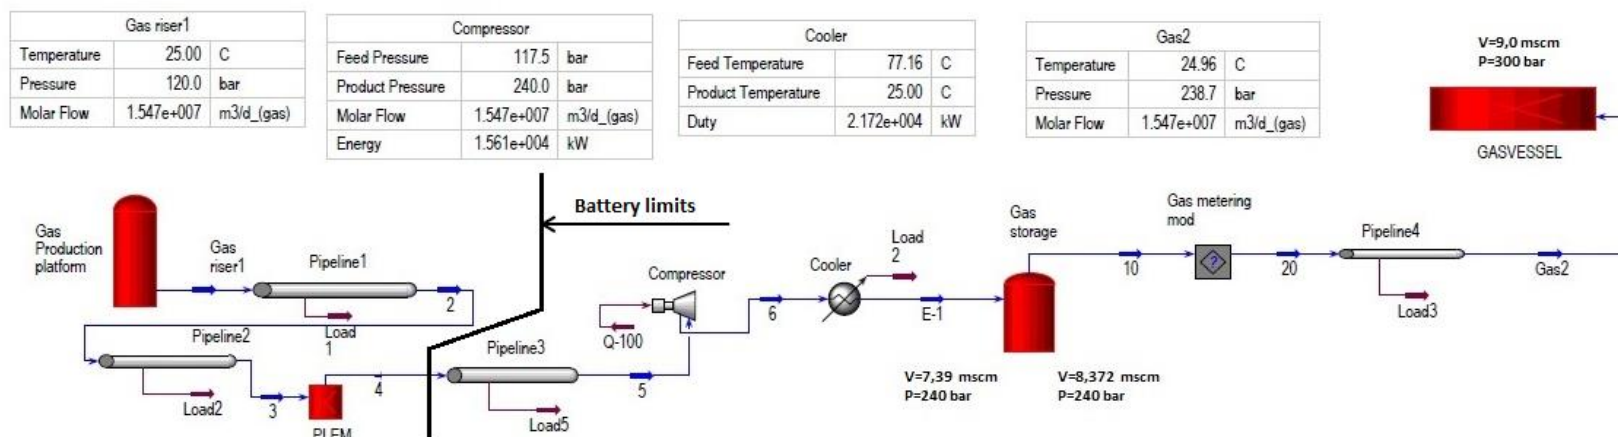 Gas riser1
Temperature 25.00 C
Pressure 120.0 bar
Molar Flow 1.547e+007 m3/d_(gas)
Compressor
Feed Pressure 117.5 bar
Product Pressure 240.0 bar
Molar Flow 1.547e+007 m3/d_(gas)
Energy 1.561e+004 kW
Cooler
Feed Temperature 77.16 C
Product Temperature 25.00 C
Duty 2.172e+004 kW
Gas2
Temperature 24.96 C
Pressure 238.7 bar
Molar Flow 1.547e+007 m3/d_(gas)
V=9,0 mscm
P=300 bar
GASVESSEL
Battery limits
Gas
Production
platform
Gas
riser1
Pipeline1
2
Load
1
Pipeline2
Load2
3
PLEM
4
Pipeline3
Load5
5
Q-100
Compressor
6
Cooler
Load
2
E-1
Gas
storage
V=7,39 mscm
P=240 bar
V=8,372 mscm
P=240 bar
10
Gas metering
mod
?
20
Pipeline4
Load3
Gas2